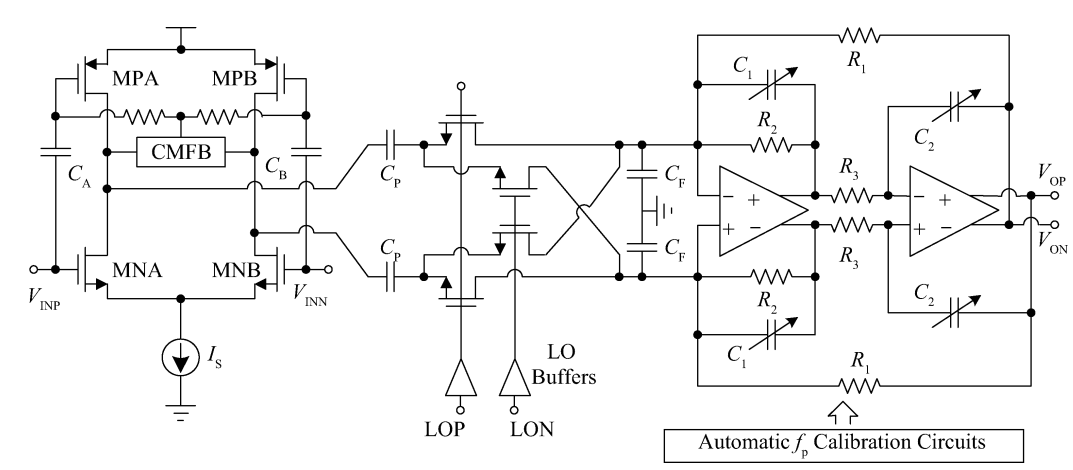 MPA
MPB
CMFB
C_A
C_B
MNA
MNB
V_INP
V_INN
I_S
C_P
C_P
LO
Buffers
LOP
LON
C_F
C_F
R_1
C_1
R_2
C_2
− +
+ −
R_3
R_3
− +
+ −
V_OP
V_ON
R_2
C_1
C_2
R_1
Automatic f_p Calibration Circuits